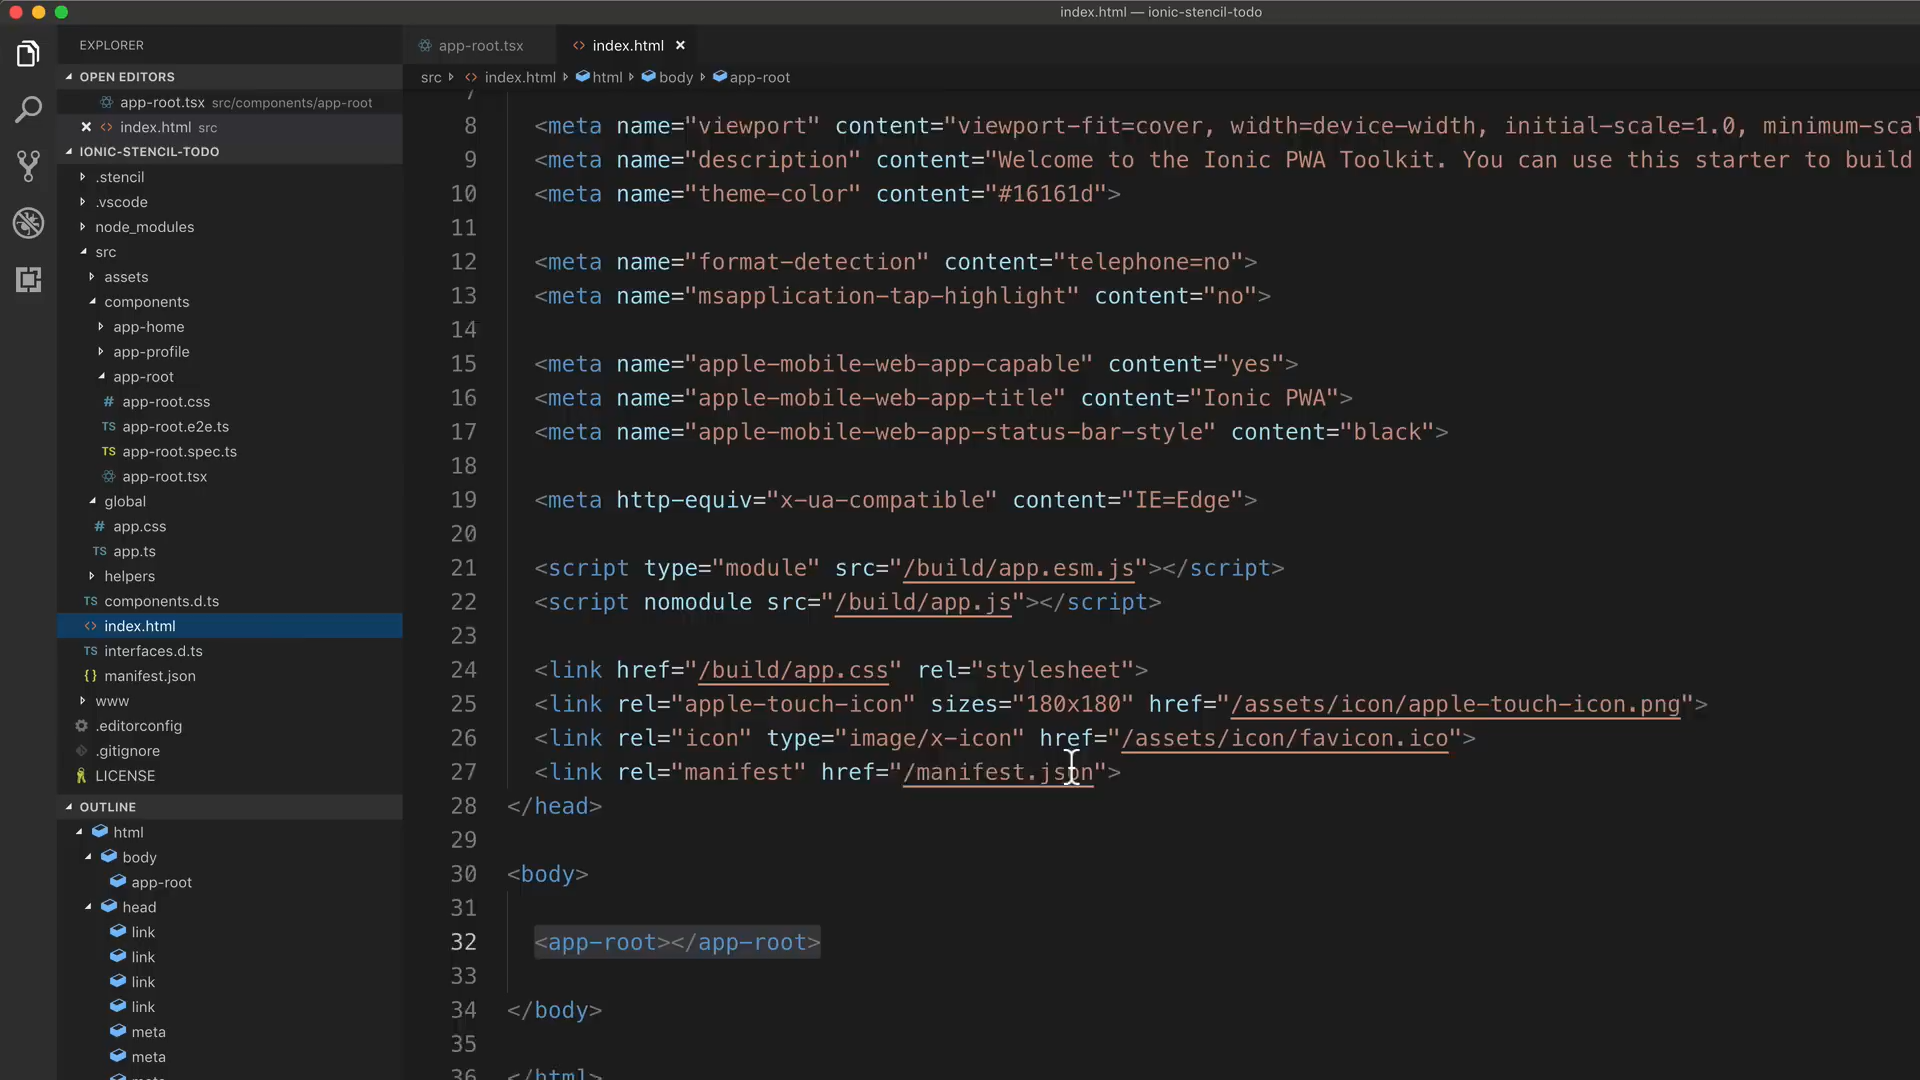 index.html — ionic-stencil-todo
EXPLORER
OPEN EDITORS
app-root.tsx src/components/app-root
index.html src
IONIC-STENCIL-TODO
.stencil
.vscode
node_modules
src
assets
components
app-home
app-profile
app-root
# app-root.css
TS app-root.e2e.ts
TS app-root.spec.ts
app-root.tsx
global
# app.css
TS app.ts
helpers
TS components.d.ts
<> index.html
TS interfaces.d.ts
{} manifest.json
www
.editorconfig
.gitignore
LICENSE
OUTLINE
html
body
app-root
head
link
link
link
link
meta
meta
meta
app-root.tsx
<> index.html ×
src <> index.html html body app-root
7
8 <meta name="viewport" content="viewport-fit=cover, width=device-width, initial-scale=1.0, minimum-scal
9 <meta name="description" content="Welcome to the Ionic PWA Toolkit. You can use this starter to build
10 <meta name="theme-color" content="#16161d">
11
12 <meta name="format-detection" content="telephone=no">
13 <meta name="msapplication-tap-highlight" content="no">
14
15 <meta name="apple-mobile-web-app-capable" content="yes">
16 <meta name="apple-mobile-web-app-title" content="Ionic PWA">
17 <meta name="apple-mobile-web-app-status-bar-style" content="black">
18
19 <meta http-equiv="x-ua-compatible" content="IE=Edge">
20
21 <script type="module" src="/build/app.esm.js"></script>
22 <script nomodule src="/build/app.js"></script>
23
24 <link href="/build/app.css" rel="stylesheet">
25 <link rel="apple-touch-icon" sizes="180x180" href="/assets/icon/apple-touch-icon.png">
26 <link rel="icon" type="image/x-icon" href="/assets/icon/favicon.ico">
27 <link rel="manifest" href="/manifest.json">
28 </head>
29
30 <body>
31
32 <app-root></app-root>
33
34 </body>
35
36 </html>